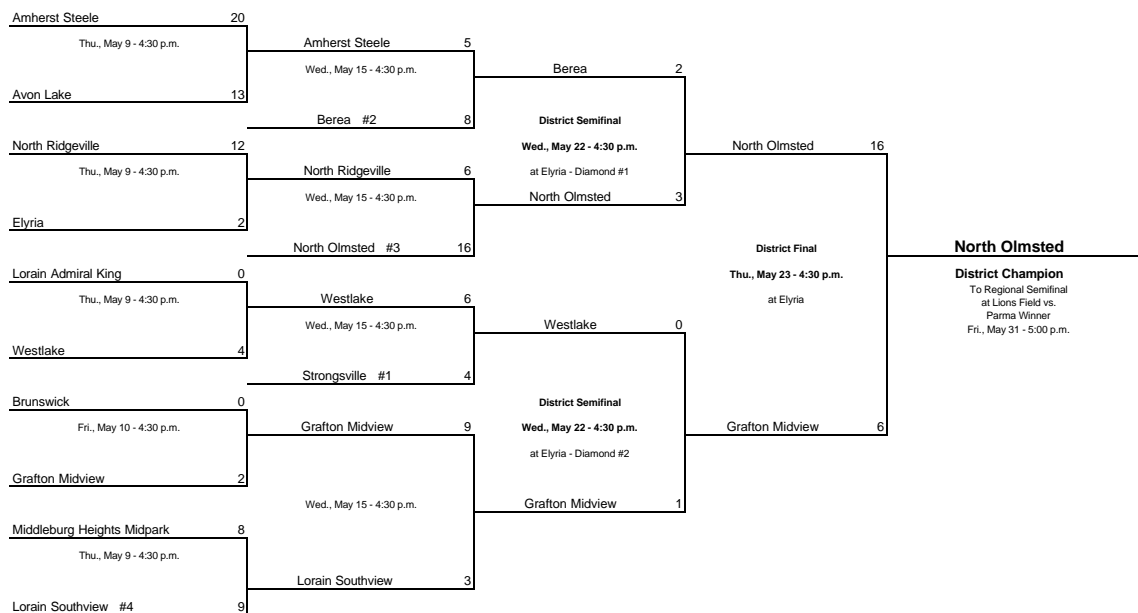 Amherst Steele 20
Thu., May 9 - 4:30 p.m.
Avon Lake 13
North Ridgeville 12
Thu., May 9 - 4:30 p.m.
Elyria 2
Lorain Admiral King 0
Thu., May 9 - 4:30 p.m.
Westlake 4
Brunswick 0
Fri., May 10 - 4:30 p.m.
Grafton Midview 2
Middleburg Heights Midpark 8
Thu., May 9 - 4:30 p.m.
Lorain Southview #4 9
Amherst Steele 5
Wed., May 15 - 4:30 p.m.
Berea #2 8
North Ridgeville 6
Wed., May 15 - 4:30 p.m.
North Olmsted #3 16
Westlake 6
Wed., May 15 - 4:30 p.m.
Strongsville #1 4
Grafton Midview 9
Wed., May 15 - 4:30 p.m.
Lorain Southview 3
Berea 2
District Semifinal
Wed., May 22 - 4:30 p.m.
at Elyria - Diamond #1
North Olmsted 3
Westlake 0
District Semifinal
Wed., May 22 - 4:30 p.m.
at Elyria - Diamond #2
Grafton Midview 1
North Olmsted 16
District Final
Thu., May 23 - 4:30 p.m.
at Elyria
Grafton Midview 6
North Olmsted
District Champion
To Regional Semifinal
at Lions Field vs.
Parma Winner
Fri., May 31 - 5:00 p.m.